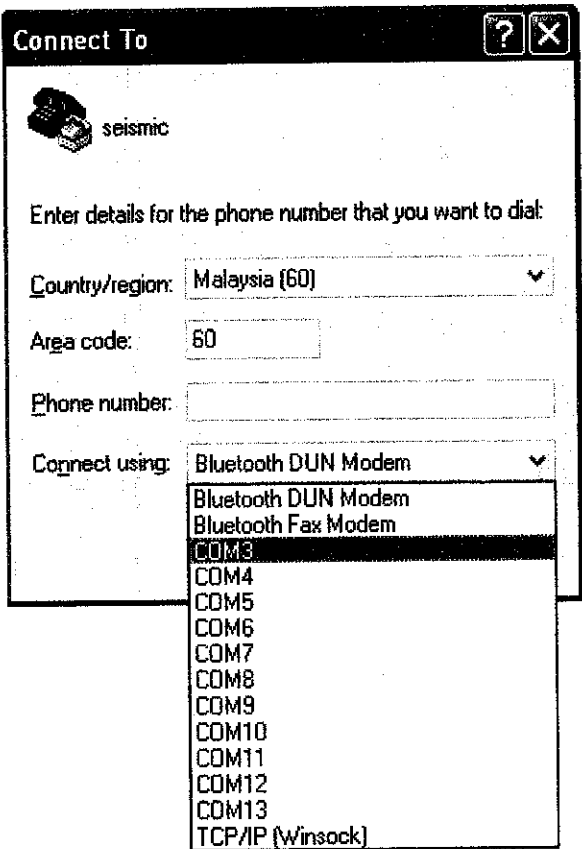 Connect To
seismic
Enter details for the phone number that you want to dial:
Country/region: Malaysia (60)
Area code: 60
Phone number:
Connect using: Bluetooth DUN Modem
Bluetooth DUN Modem
Bluetooth Fax Modem
COM3
COM4
COM5
COM6
COM7
COM8
COM9
COM10
COM11
COM12
COM13
TCP/IP (Winsock)